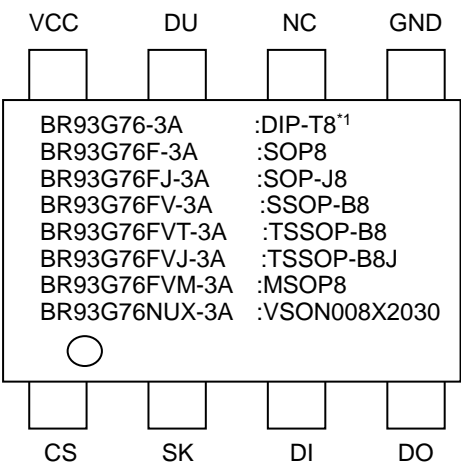 VCC DU NC GND
BR93G76-3A :DIP-T8*1
BR93G76F-3A :SOP8
BR93G76FJ-3A :SOP-J8
BR93G76FV-3A :SSOP-B8
BR93G76FVT-3A :TSSOP-B8
BR93G76FVJ-3A :TSSOP-B8J
BR93G76FVM-3A :MSOP8
BR93G76NUX-3A :VSON008X2030
CS SK DI DO